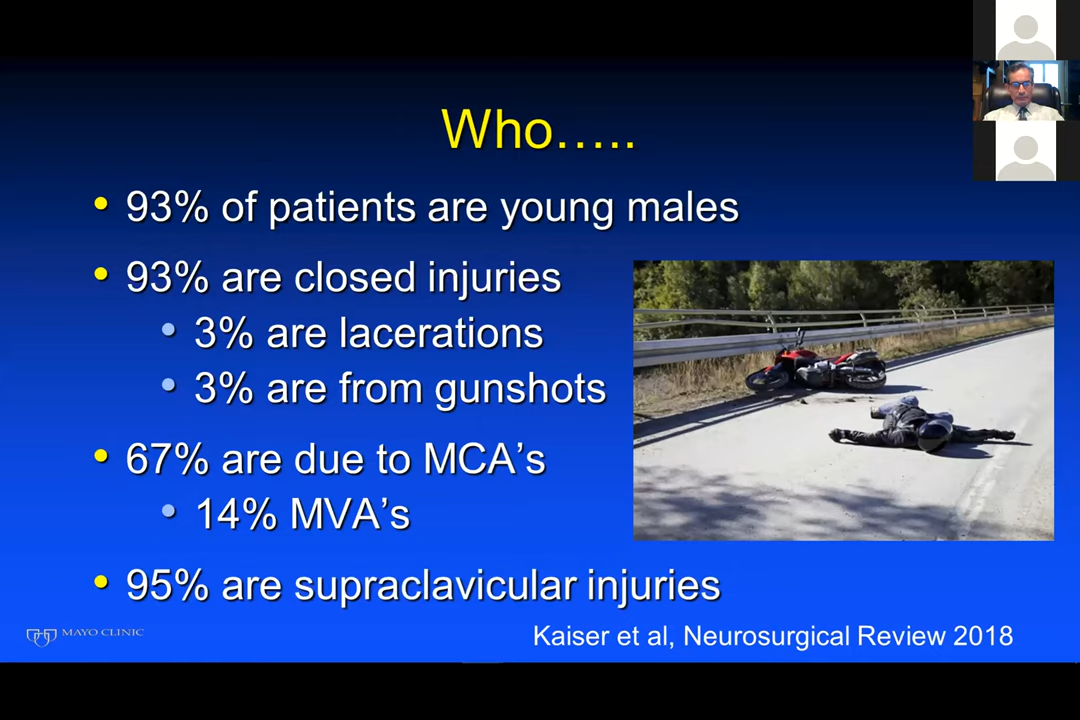 Who…..
• 93% of patients are young males
• 93% are closed injuries
• 3% are lacerations
• 3% are from gunshots
• 67% are due to MCA’s
• 14% MVA’s
• 95% are supraclavicular injuries
MAYO CLINIC
Kaiser et al, Neurosurgical Review 2018